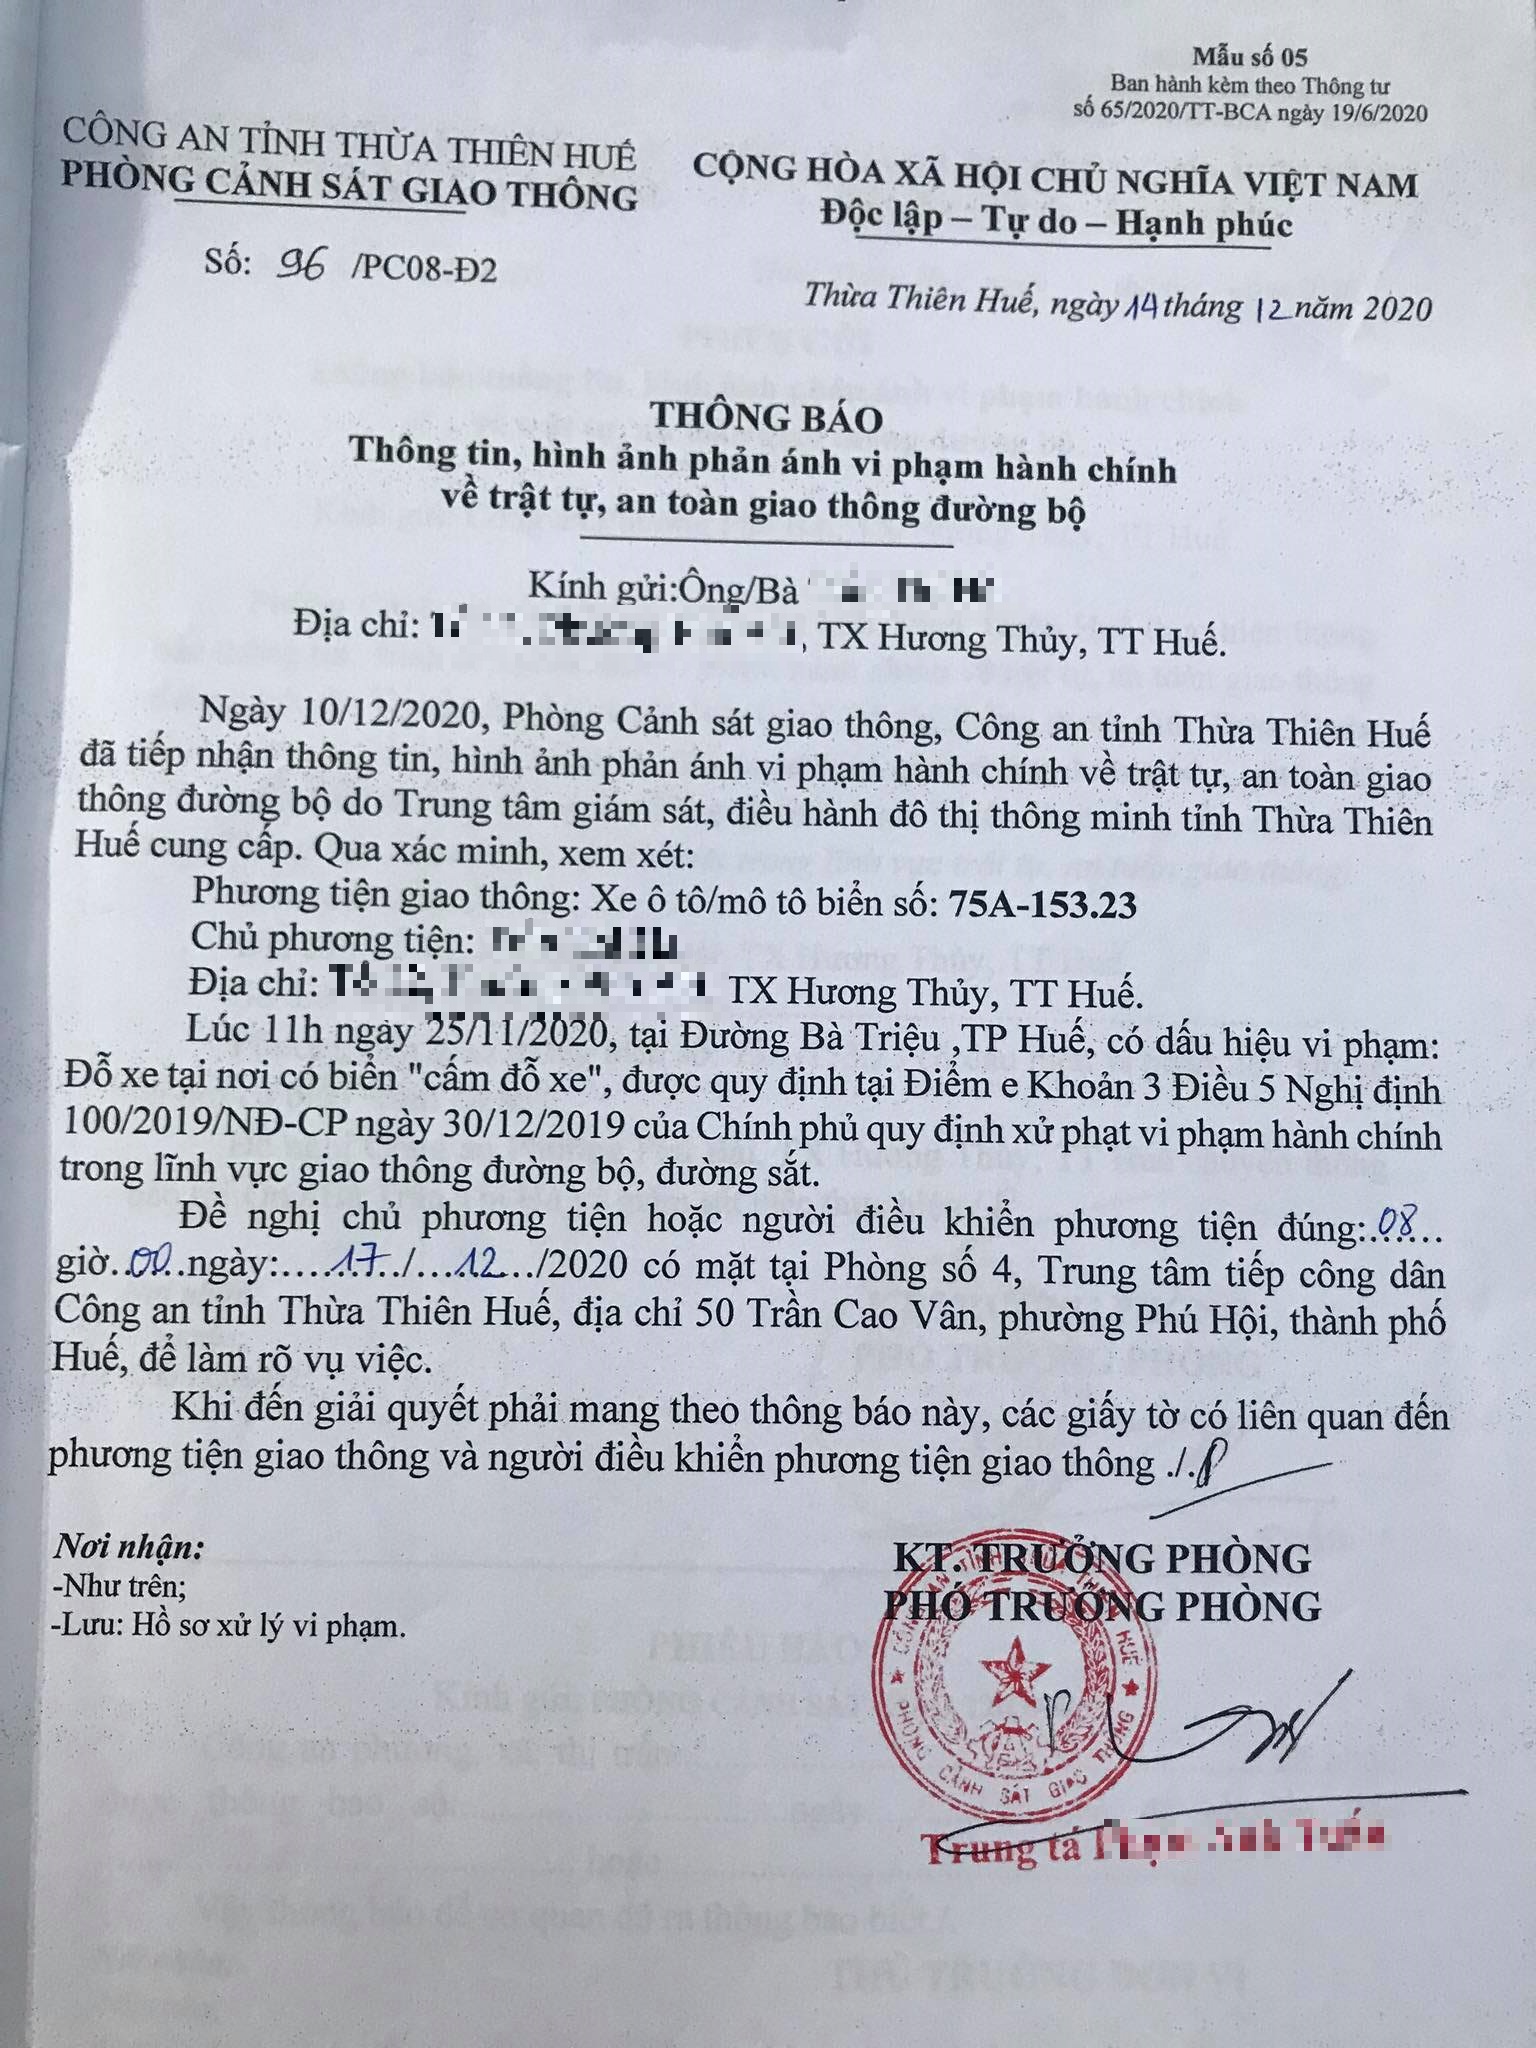 Mẫu số 05
Ban hành kèm theo Thông tư
số 65/2020/TT-BCA ngày 19/6/2020
CÔNG AN TỈNH THỪA THIÊN HUẾ
PHÒNG CẢNH SÁT GIAO THÔNG
CỘNG HÒA XÃ HỘI CHỦ NGHĨA VIỆT NAM
Độc lập – Tự do – Hạnh phúc
Số: 96 /PC08-Đ2
Thừa Thiên Huế, ngày 14 tháng 12 năm 2020
THÔNG BÁO
Thông tin, hình ảnh phản ánh vi phạm hành chính
về trật tự, an toàn giao thông đường bộ
Kính gửi:Ông/Bà
Địa chỉ: , TX Hương Thủy, TT Huế.
Ngày 10/12/2020, Phòng Cảnh sát giao thông, Công an tỉnh Thừa Thiên Huế
đã tiếp nhận thông tin, hình ảnh phản ánh vi phạm hành chính về trật tự, an toàn giao
thông đường bộ do Trung tâm giám sát, điều hành đô thị thông minh tỉnh Thừa Thiên
Huế cung cấp. Qua xác minh, xem xét:
Phương tiện giao thông: Xe ô tô/mô tô biển số: 75A-153.23
Chủ phương tiện:
Địa chỉ: TX Hương Thủy, TT Huế.
Lúc 11h ngày 25/11/2020, tại Đường Bà Triệu ,TP Huế, có dấu hiệu vi phạm:
Đỗ xe tại nơi có biển "cấm đỗ xe", được quy định tại Điểm e Khoản 3 Điều 5 Nghị định
100/2019/NĐ-CP ngày 30/12/2019 của Chính phủ quy định xử phạt vi phạm hành chính
trong lĩnh vực giao thông đường bộ, đường sắt.
Đề nghị chủ phương tiện hoặc người điều khiển phương tiện đúng:..08....
giờ..00..ngày:......17../...12.../2020 có mặt tại Phòng số 4, Trung tâm tiếp công dân
Công an tỉnh Thừa Thiên Huế, địa chỉ 50 Trần Cao Vân, phường Phú Hội, thành phố
Huế, để làm rõ vụ việc.
Khi đến giải quyết phải mang theo thông báo này, các giấy tờ có liên quan đến
phương tiện giao thông và người điều khiển phương tiện giao thông ./.
Nơi nhận:
-Như trên;
-Lưu: Hồ sơ xử lý vi phạm.
KT. TRƯỞNG PHÒNG
PHÓ TRƯỞNG PHÒNG
CÔNG AN TỈNH THỪA THIÊN HUẾ
PHÒNG CẢNH SÁT GIAO THÔNG
Trung tá